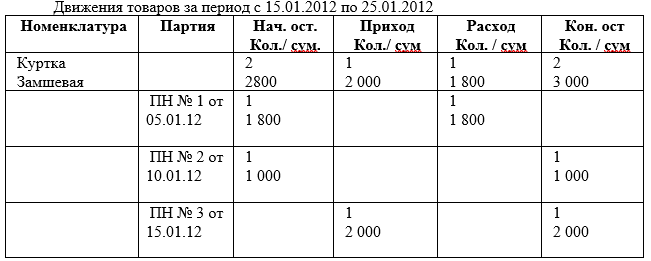 Движения товаров за период с 15.01.2012 по 25.01.2012
Номенклатура Партия Нач. ост. Приход Расход Кон. ост
Кол./ сум. Кол./ сум Кол./ сум Кол. / сум
Куртка 2 1 1 2
Замшевая 2800 2 000 1 800 3 000
ПН № 1 от 1 1
05.01.12 1 800 1 800
ПН № 2 от 1 1
10.01.12 1 000 1 000
ПН № 3 от 1 1
15.01.12 2 000 2 000